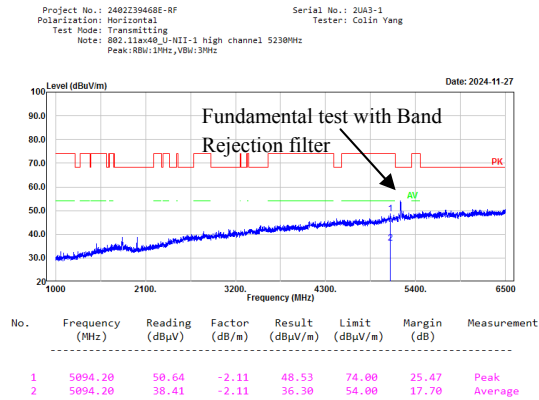 Project No.: 2402Z39468E-RF Serial No.: 2UA3-1
Polarization: Horizontal Tester: Colin Yang
Test Mode: Transmitting
Note: 802.11ax40_U-NII-1 high channel 5230MHz
Peak:RBW:1MHz,VBW:3MHz
Level (dBuV/m) Date: 2024-11-27
100
90.0
80.0
70.0
60.0
50.0
40.0
30.0
20
Fundamental test with Band
Rejection filter
PK
AV
1
2
1000 2100. 3200. 4300. 5400. 6500
Frequency (MHz)
No. Frequency Reading Factor Result Limit Margin Measurement
(MHz) (dBμV) (dB/m) (dBμV/m) (dBμV/m) (dB)
1 5094.20 50.64 -2.11 48.53 74.00 25.47 Peak
2 5094.20 38.41 -2.11 36.30 54.00 17.70 Average